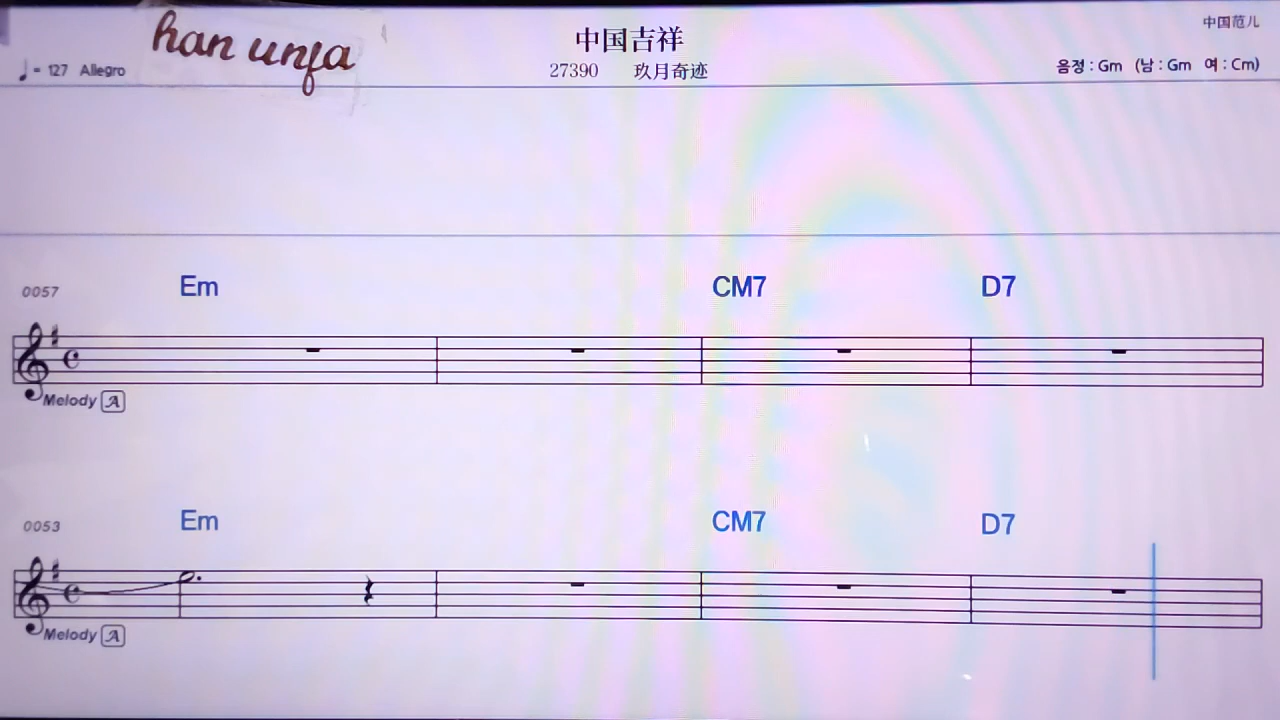 han unfa
中国吉祥
中国范儿
♩= 127 Allegro
27390 玖月奇迹
음정 : Gm (남 : Gm 여 : Cm)
0057 Em CM7 D7
Melody A
0053 Em CM7 D7
Melody A